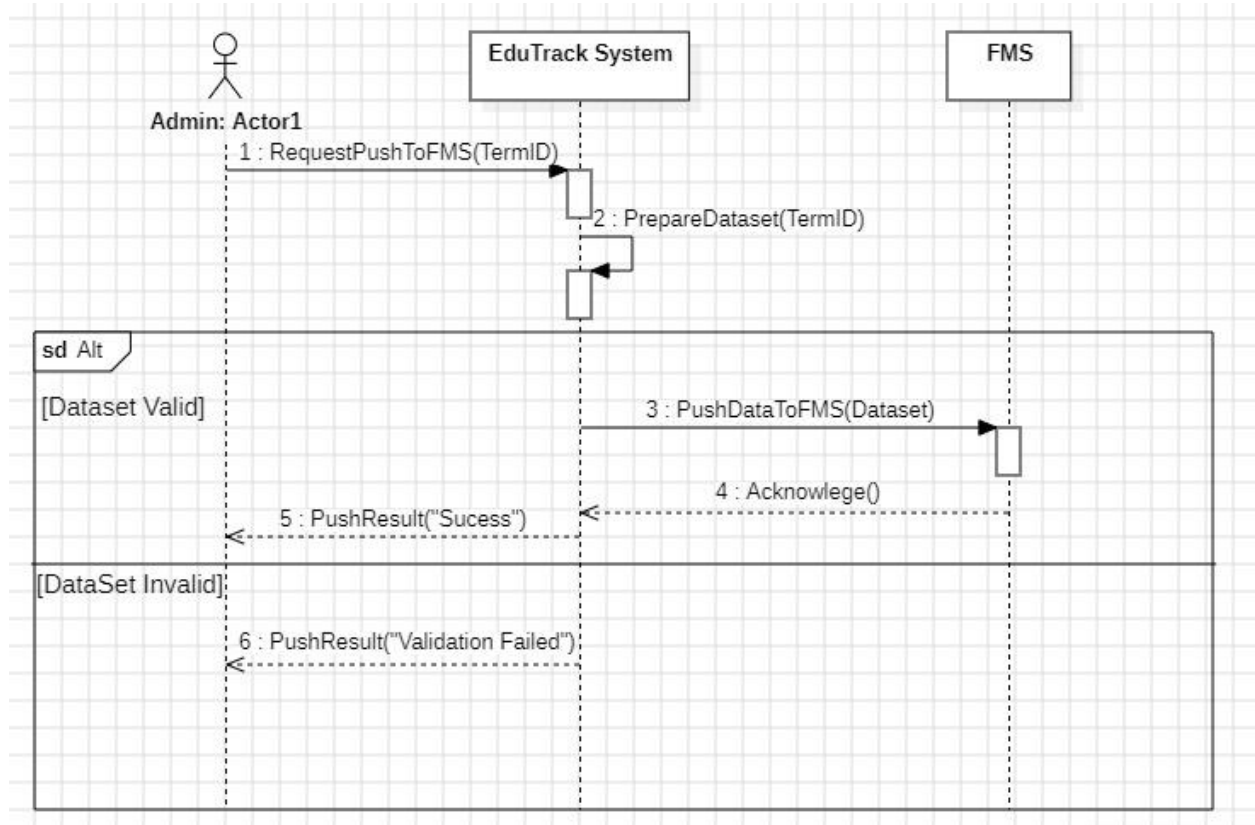 EduTrack System
FMS
Admin: Actor1
1 : RequestPushToFMS(TermID)
2 : PrepareDataset(TermID)
sd Alt
[Dataset Valid]
3 : PushDataToFMS(Dataset)
4 : Acknowlege()
5 : PushResult("Sucess")
[DataSet Invalid]
6 : PushResult("Validation Failed")